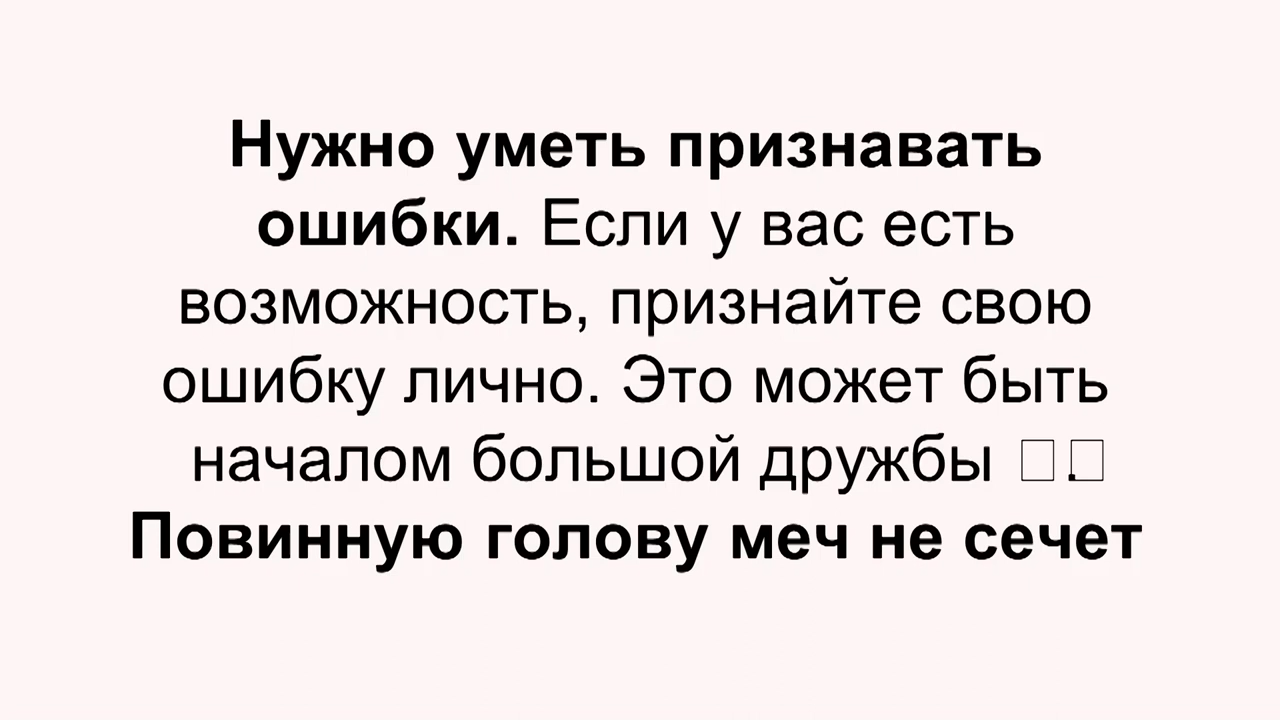 Нужно уметь признавать
ошибки. Если у вас есть
возможность, признайте свою
ошибку лично. Это может быть
началом большой дружбы □.□
Повинную голову меч не сечет